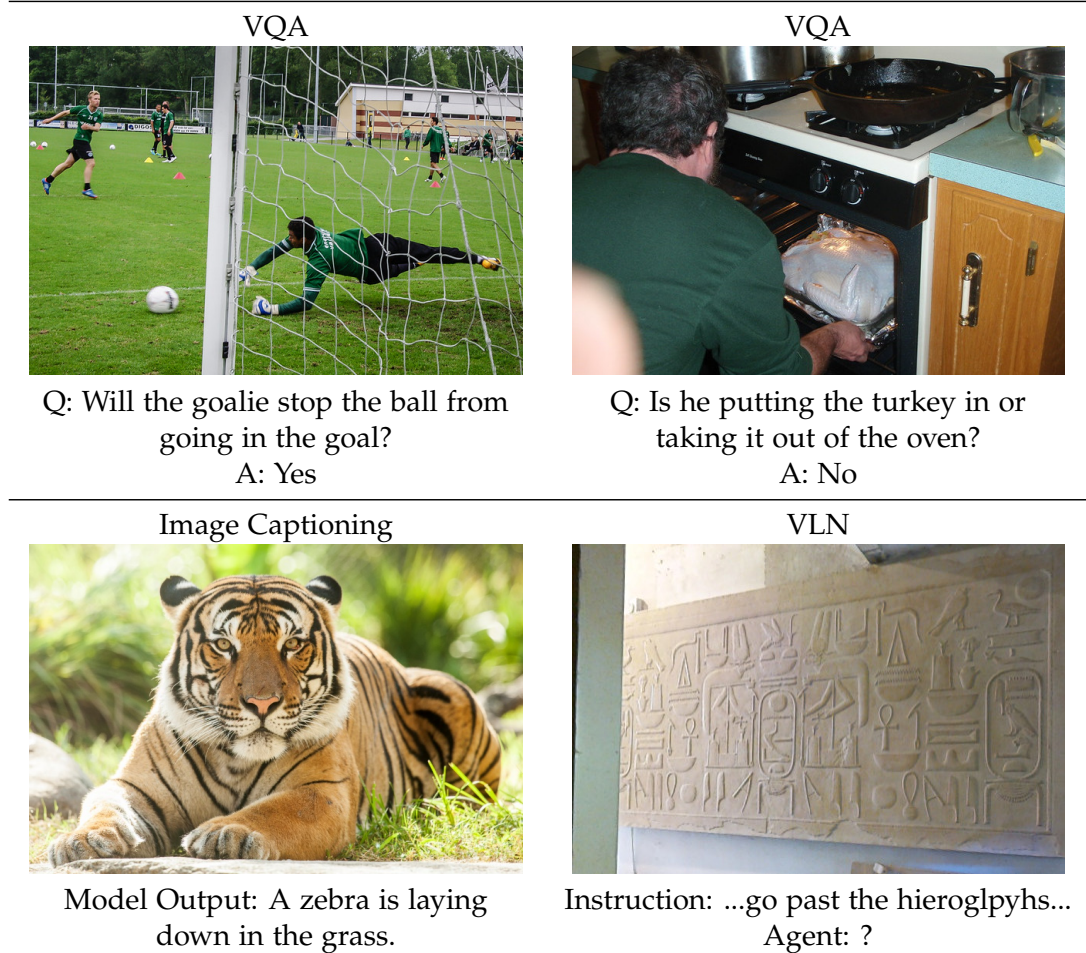 VQA
VQA
DIGOS
Q: Will the goalie stop the ball from
going in the goal?
A: Yes
Q: Is he putting the turkey in or
taking it out of the oven?
A: No
Image Captioning
VLN
Model Output: A zebra is laying
down in the grass.
Instruction: ...go past the hieroglpyhs...
Agent: ?